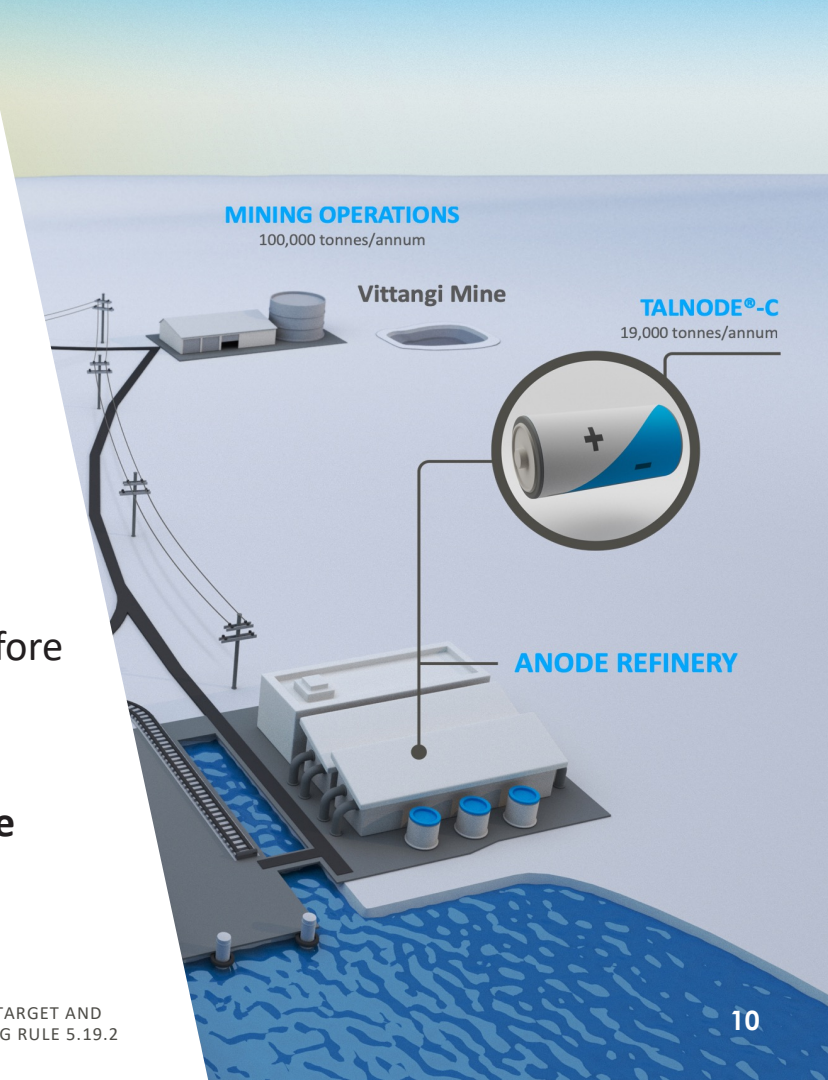 MINING OPERATIONS
100,000 tonnes/annum
Vittangi Mine
TALNODE®-C
19,000 tonnes/annum
+
-
fore
ANODE REFINERY
e
TARGET AND
G RULE 5.19.2
10